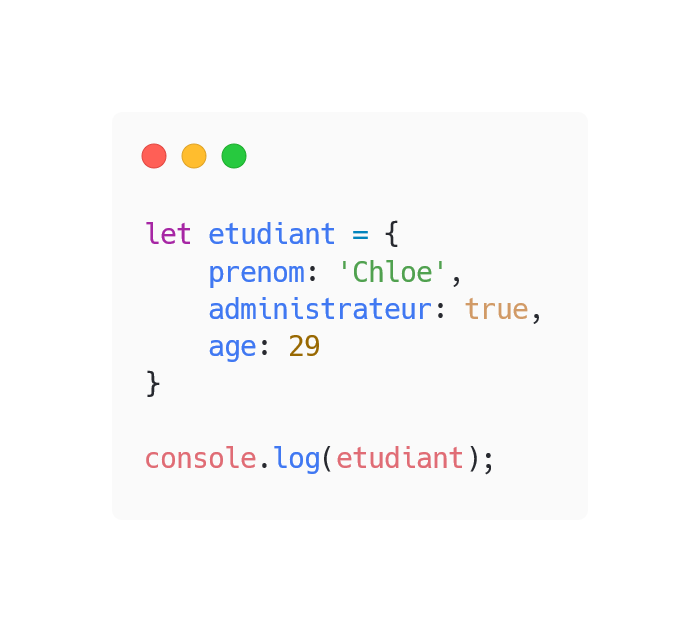 let etudiant = {
    prenom: 'Chloe',
    administrateur: true,
    age: 29
}

console.log(etudiant);